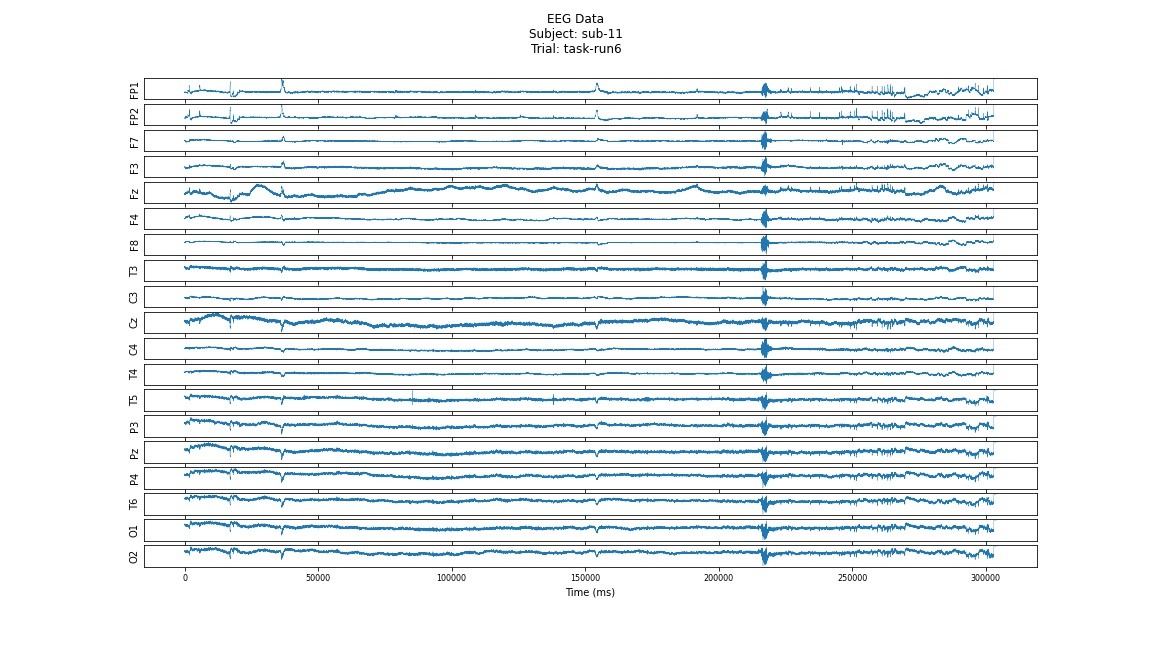 EEG Data
Subject: sub-11
Trial: task-run6
FP1
FP2
F7
F3
Fz
F4
F8
T3
C3
Cz
C4
T4
T5
P3
Pz
P4
T6
O1
O2
0 50000 100000 150000 200000 250000 300000
Time (ms)